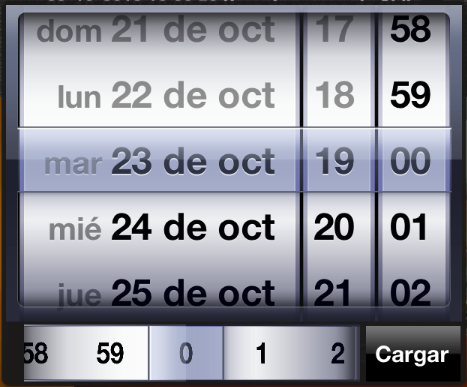 dom 21 de oct 17 58
lun 22 de oct 18 59
mar 23 de oct 19 00
mié 24 de oct 20 01
jue 25 de oct 21 02
58 59 0 1 2 Cargar